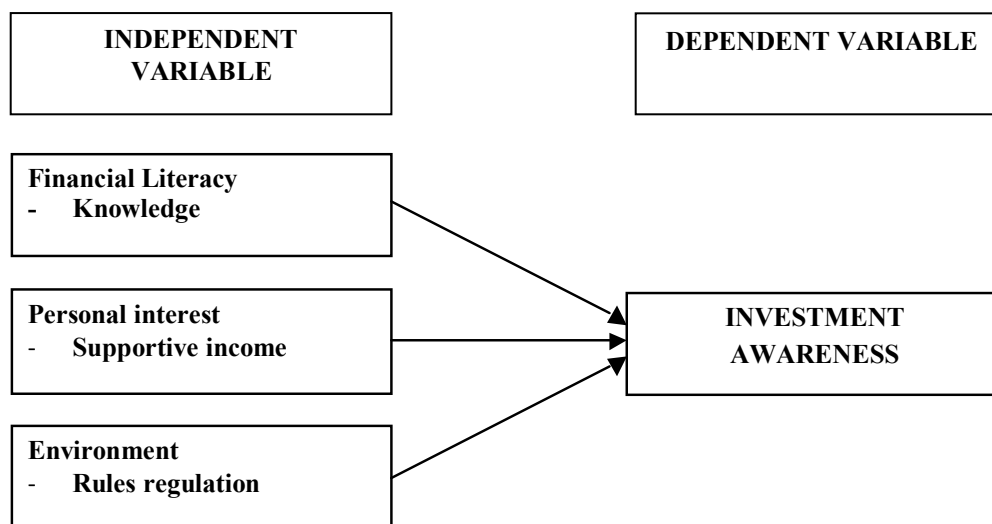 INDEPENDENT
VARIABLE
DEPENDENT VARIABLE
Financial Literacy
- Knowledge
Personal interest
- Supportive income
Environment
- Rules regulation
INVESTMENT
AWARENESS